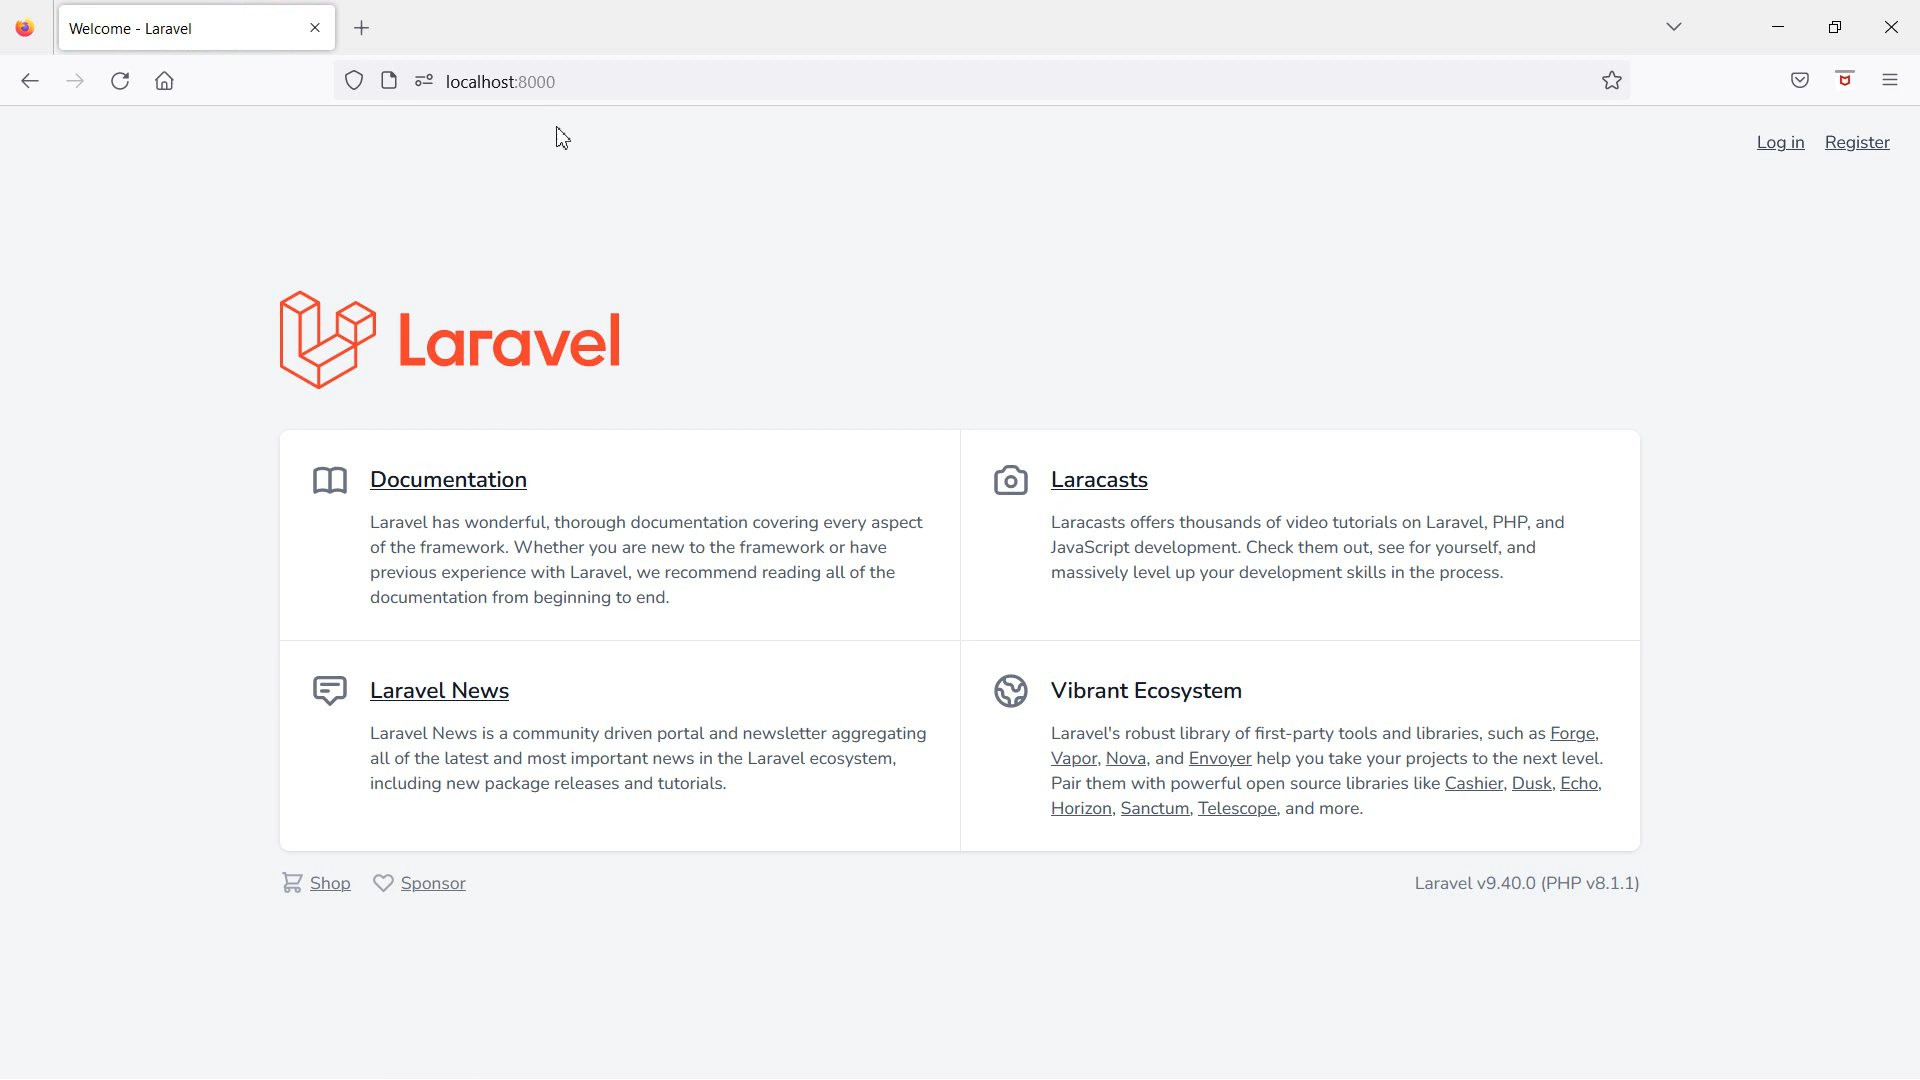 Welcome - Laravel
localhost:8000
Log in Register
Laravel
Documentation
Laravel has wonderful, thorough documentation covering every aspect
of the framework. Whether you are new to the framework or have
previous experience with Laravel, we recommend reading all of the
documentation from beginning to end.
Laracasts
Laracasts offers thousands of video tutorials on Laravel, PHP, and
JavaScript development. Check them out, see for yourself, and
massively level up your development skills in the process.
Laravel News
Laravel News is a community driven portal and newsletter aggregating
all of the latest and most important news in the Laravel ecosystem,
including new package releases and tutorials.
Vibrant Ecosystem
Laravel's robust library of first-party tools and libraries, such as Forge,
Vapor, Nova, and Envoyer help you take your projects to the next level.
Pair them with powerful open source libraries like Cashier, Dusk, Echo,
Horizon, Sanctum, Telescope, and more.
Shop Sponsor
Laravel v9.40.0 (PHP v8.1.1)